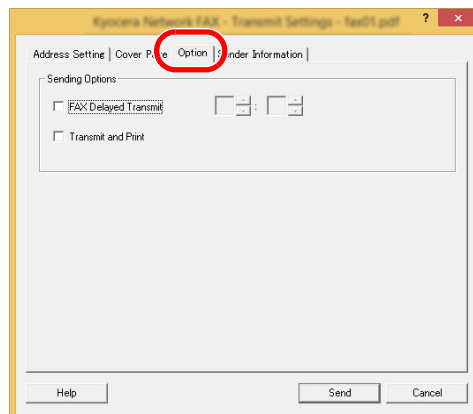 Kyocera Network FAX - Transmit Settings - fax01.pdf ? ×
Address Setting Cover Option Sender Information
Sending Options
FAX Delayed Transmit :
Transmit and Print
Help Send Cancel